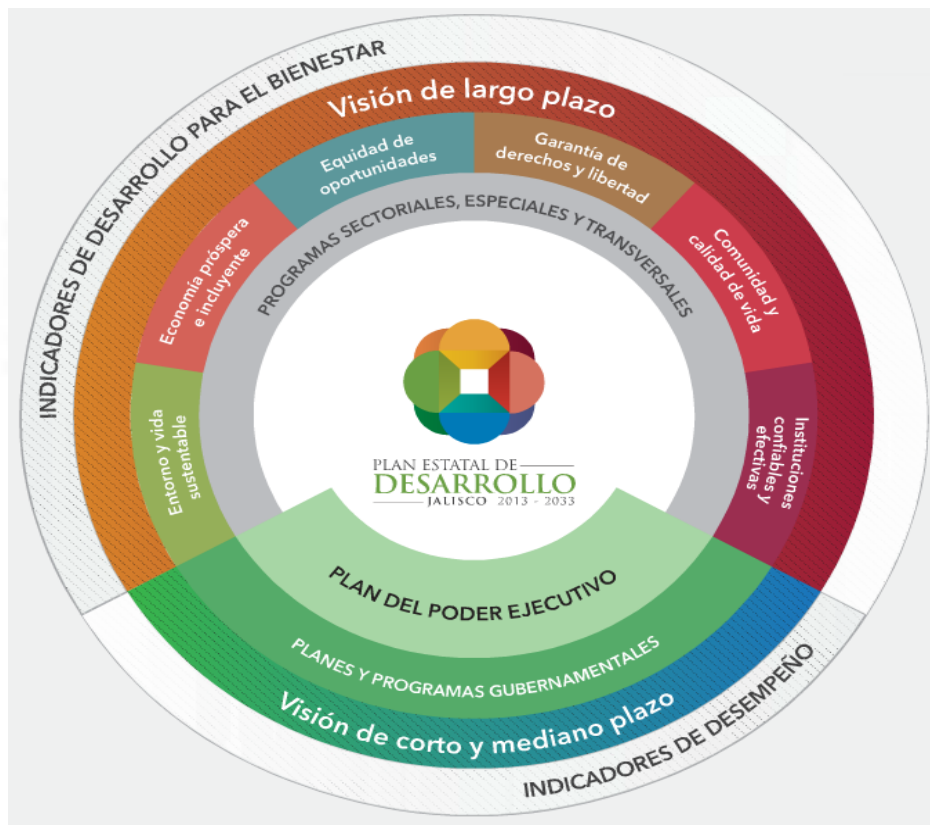 INDICADORES DE DESARROLLO PARA EL BIENESTAR
Visión de largo plazo
Equidad de
oportunidades
Garantía de
derechos y libertad
Economía próspera
e incluyente
Comunidad y
calidad de vida
Entorno y vida
sustentable
Instituciones
confiables y
efectivas
PROGRAMAS SECTORIALES, ESPECIALES Y TRANSVERSALES
PLAN ESTATAL DE
DESARROLLO
JALISCO 2013 - 2033
PLAN DEL PODER EJECUTIVO
PLANES Y PROGRAMAS GUBERNAMENTALES
Visión de corto y mediano plazo
INDICADORES DE DESEMPEÑO